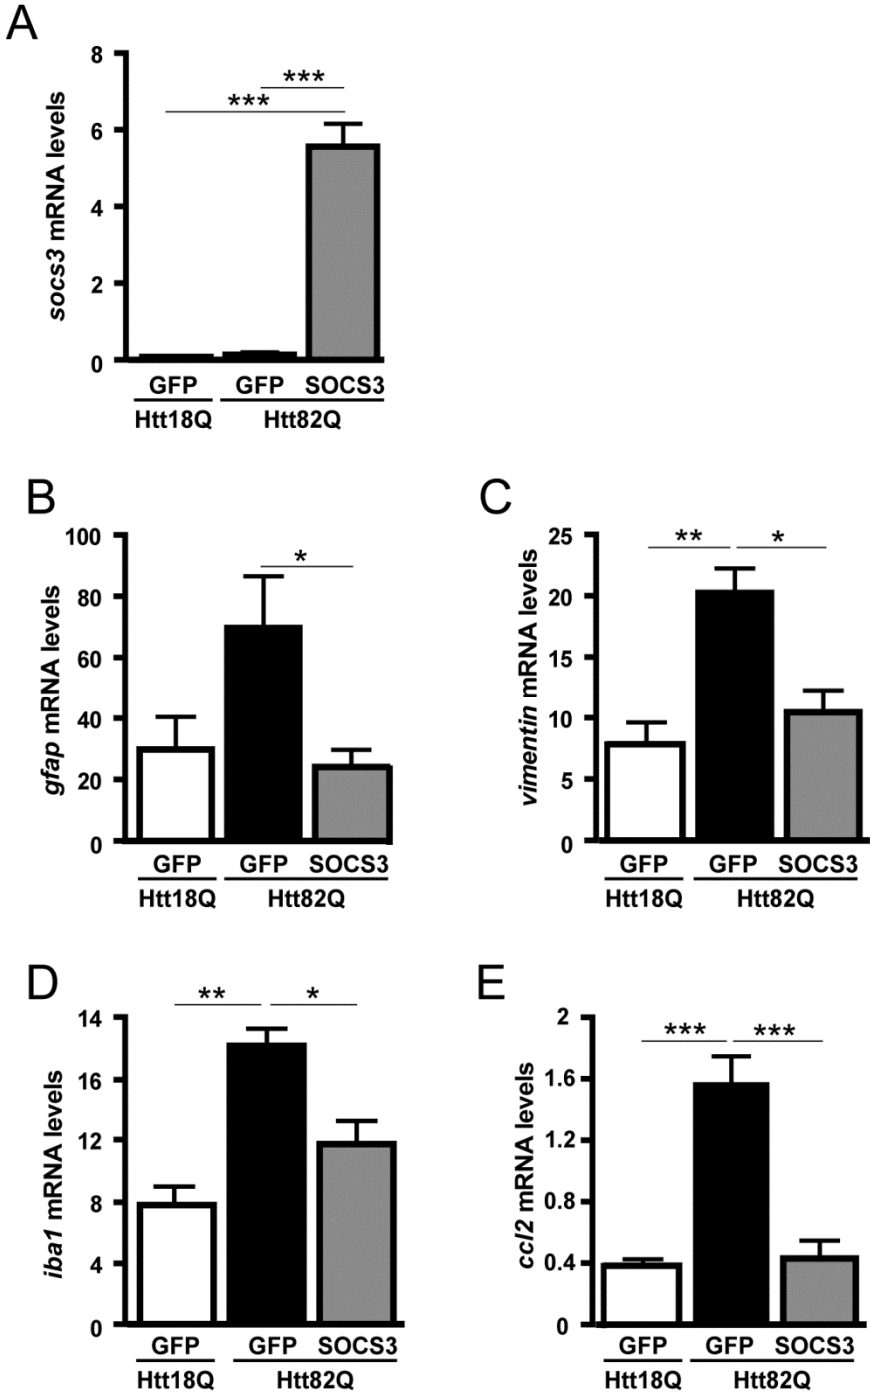 A
socs3 mRNA levels
8
6
4
2
0
***
***
GFP GFP SOCS3
Htt18Q Htt82Q
B
gfap mRNA levels
100
80
60
40
20
0
*
GFP GFP SOCS3
Htt18Q Htt82Q
C
vimentin mRNA levels
25
20
15
10
5
0
** *
GFP GFP SOCS3
Htt18Q Htt82Q
D
iba1 mRNA levels
14
16
12
8
4
0
** *
GFP GFP SOCS3
Htt18Q Htt82Q
E
ccl2 mRNA levels
2
1.6
1.2
0.8
0.4
0
*** ***
GFP GFP SOCS3
Htt18Q Htt82Q